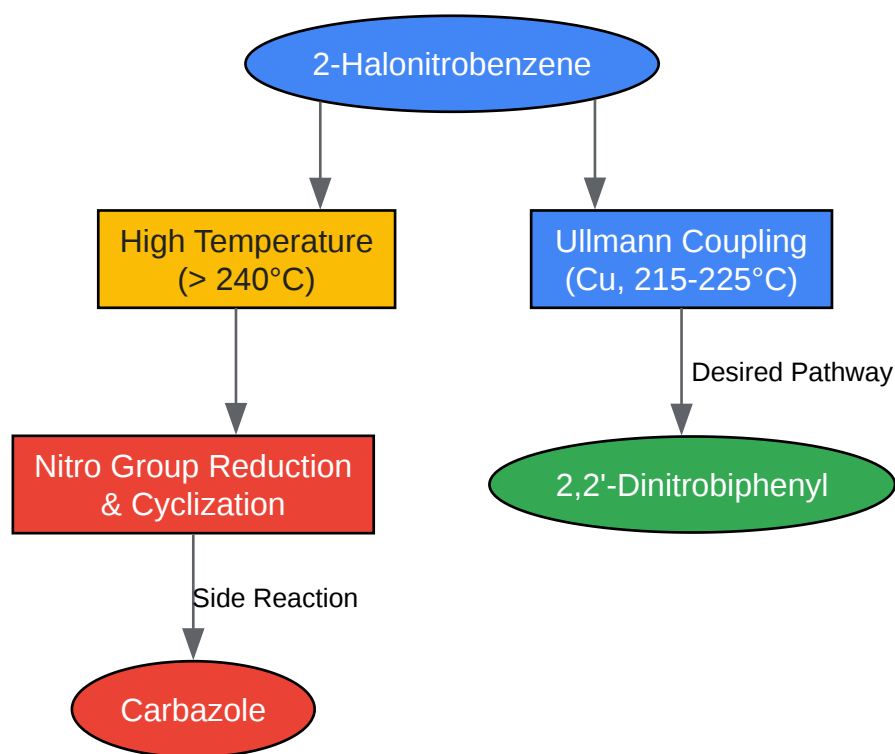 2-Halonitrobenzene
High Temperature
(> 240°C)
Ullmann Coupling
(Cu, 215-225°C)
Desired Pathway
Nitro Group Reduction
& Cyclization
2,2'-Dinitrobiphenyl
Side Reaction
Carbazole